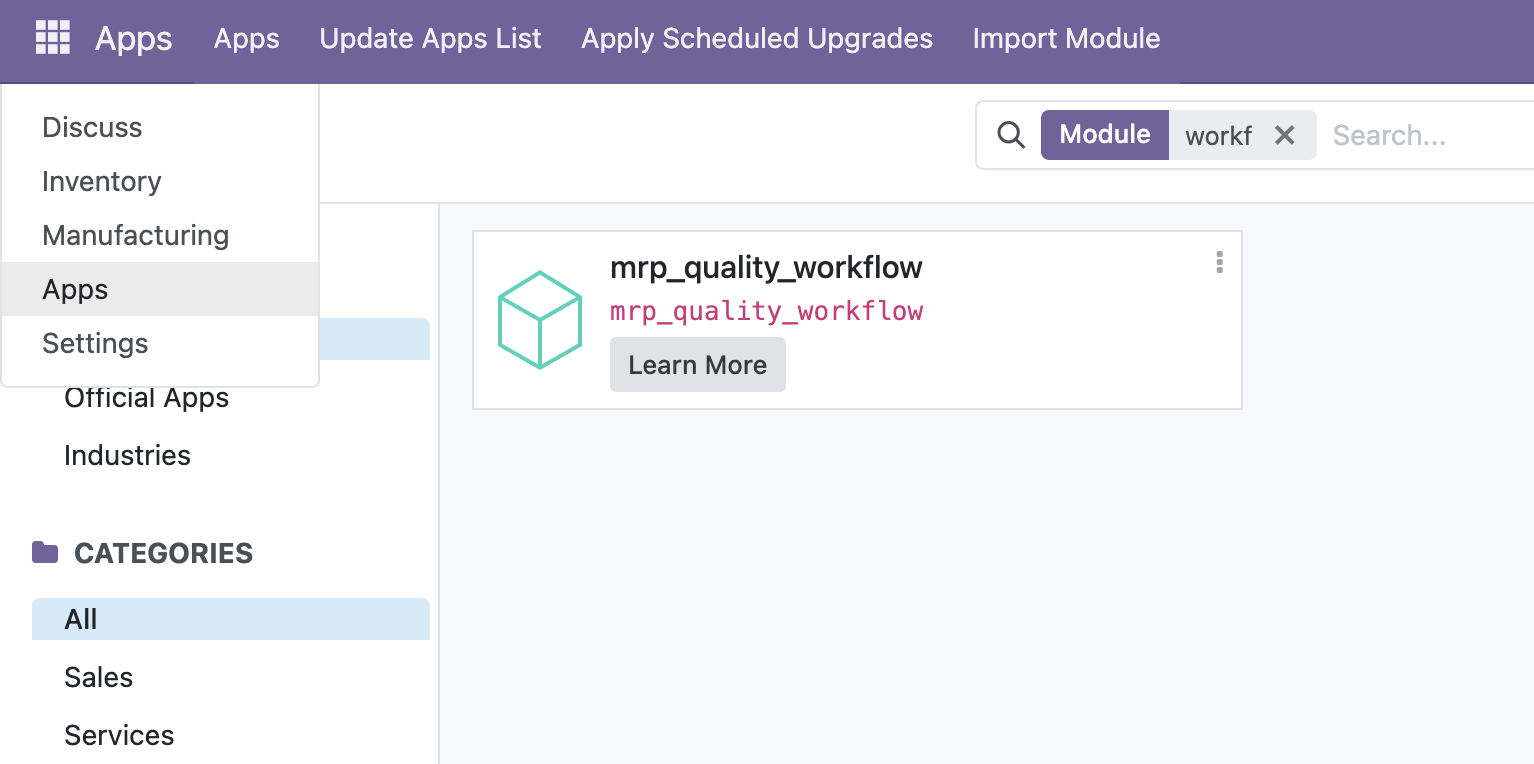 Apps Apps Update Apps List Apply Scheduled Upgrades Import Module
Module workf Search...
Discuss
Inventory
Manufacturing
Apps
Settings
Official Apps
Industries
CATEGORIES
All
Sales
Services
mrp_quality_workflow
mrp_quality_workflow
Learn More